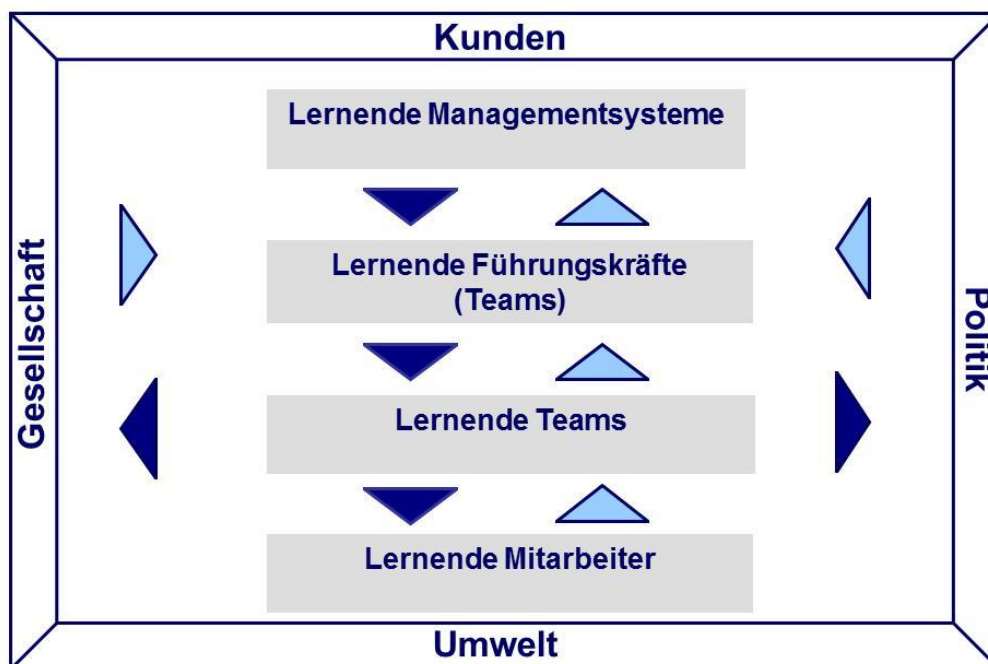 Kunden
Lernende Managementsysteme
Lernende Führungskräfte
(Teams)
Lernende Teams
Lernende Mitarbeiter
Gesellschaft
Politik
Umwelt